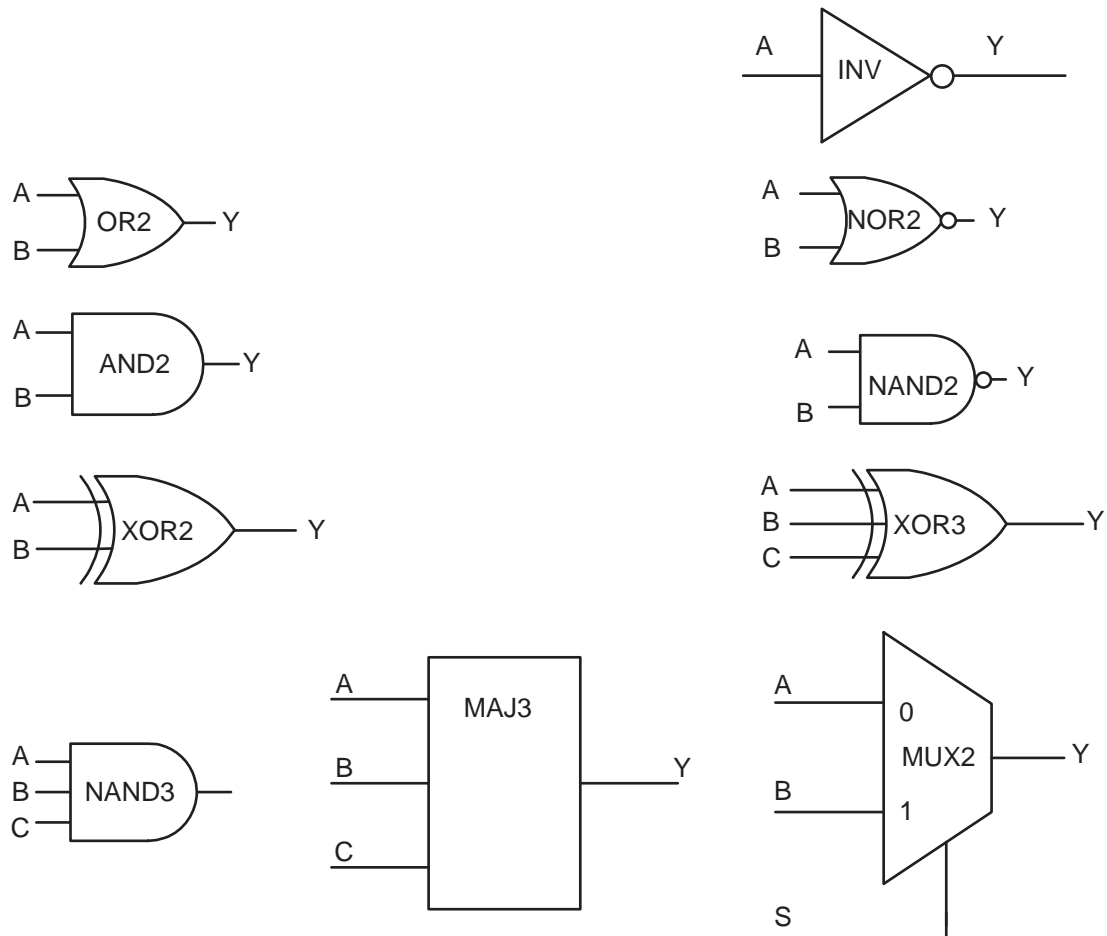 A INV Y
A OR2 Y
B
A NOR2 Y
B
A AND2 Y
B
A NAND2 Y
B
A XOR2 Y
B
A XOR3 Y
B
C
A NAND3
B
C
A MAJ3
B Y
C
A 0
MUX2 Y
B 1
S